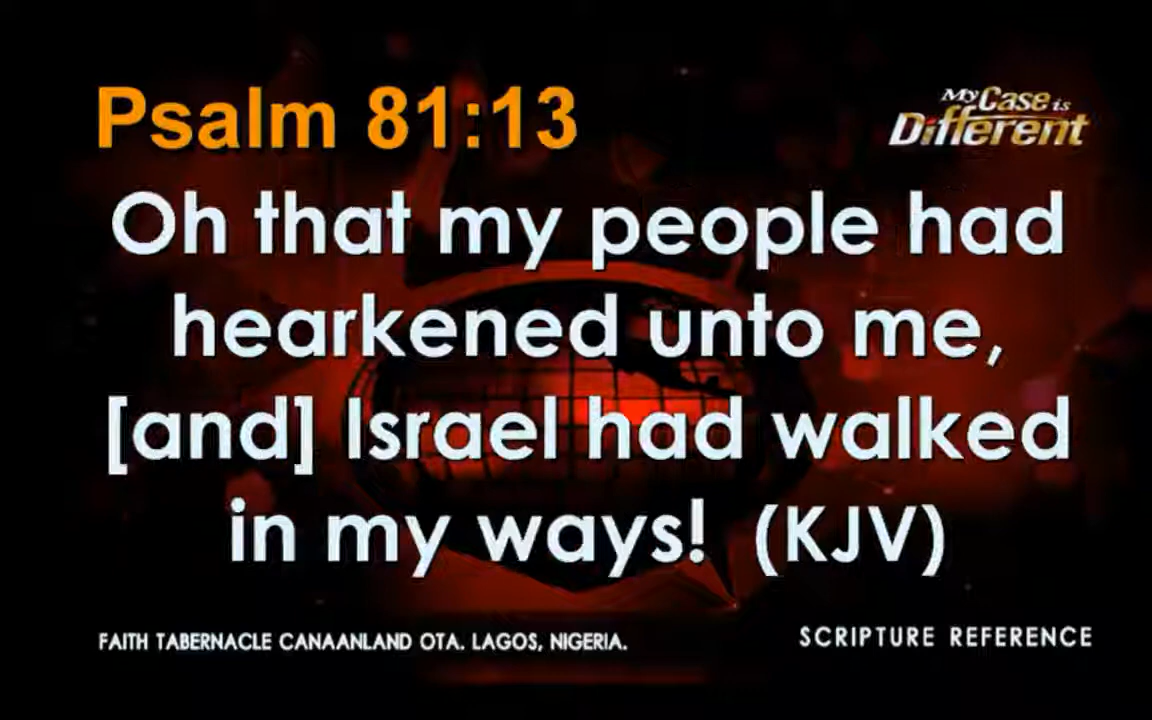 Psalm 81:13
My Case is
Different
Oh that my people had
hearkened unto me,
[and] Israel had walked
in my ways! (KJV)
FAITH TABERNACLE CANAANLAND OTA. LAGOS, NIGERIA.
SCRIPTURE REFERENCE